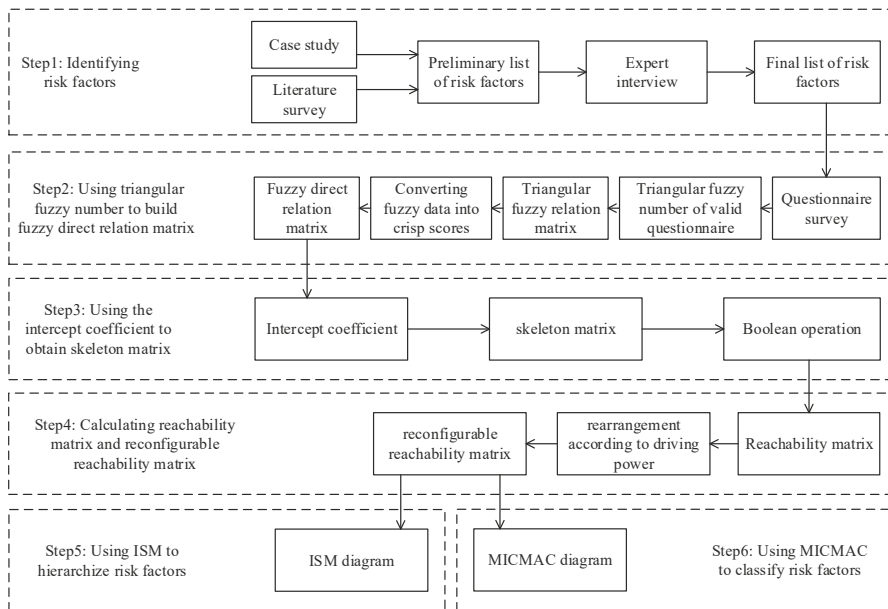 Step1: Identifying
risk factors
Case study
Literature
survey
Preliminary list
of risk factors
Expert
interview
Final list of risk
factors
Step2: Using triangular
fuzzy number to build
fuzzy direct relation matrix
Fuzzy direct
relation
matrix
Converting
fuzzy data into
crisp scores
Triangular
fuzzy relation
matrix
Triangular fuzzy
number of valid
questionnaire
Questionnaire
survey
Step3: Using the
intercept coefficient to
obtain skeleton matrix
Intercept coefficient
skeleton matrix
Boolean operation
Step4: Calculating reachability
matrix and reconfigurable
reachability matrix
reconfigurable
reachability matrix
rearrangement
according to driving
power
Reachability matrix
Step5: Using ISM to
hierarchize risk factors
ISM diagram
MICMAC diagram
Step6: Using MICMAC
to classify risk factors